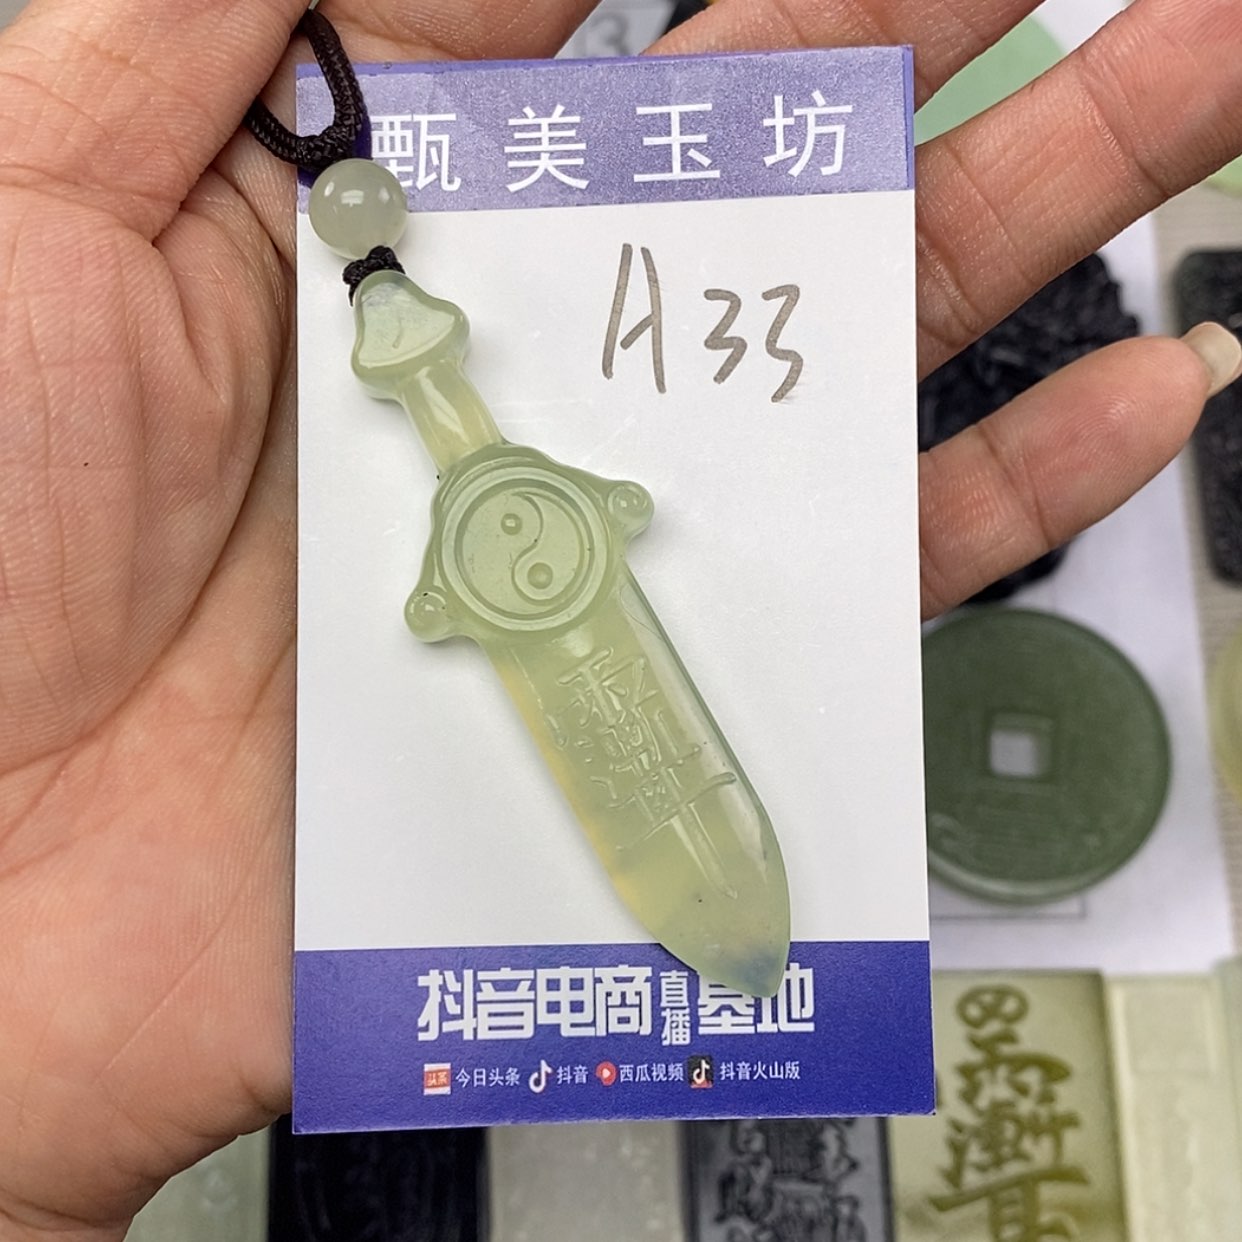 甄美玉坊
A33
抖音电商直播基地
今日头条 抖音 西瓜视频 抖音火山版